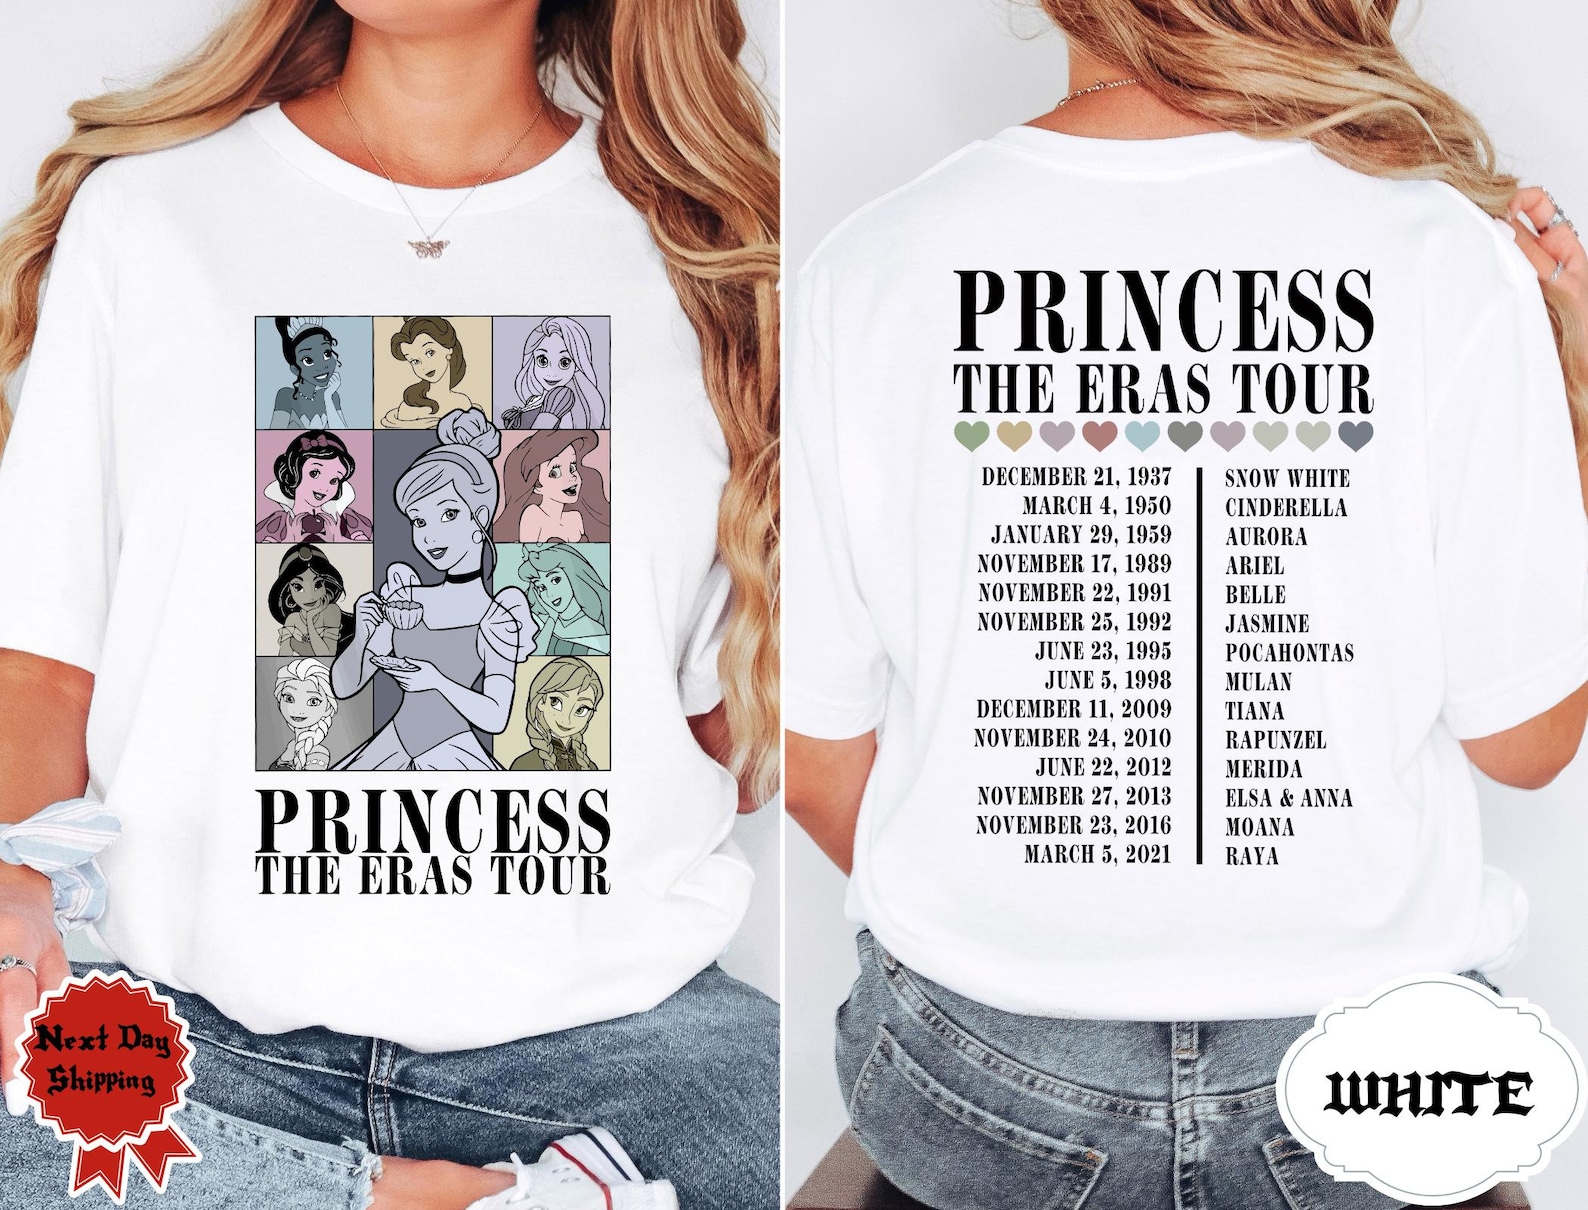 PRINCESS
THE ERAS TOUR
Next Day
Shipping
PRINCESS
THE ERAS TOUR
DECEMBER 21, 1937 SNOW WHITE
MARCH 4, 1950 CINDERELLA
JANUARY 29, 1959 AURORA
NOVEMBER 17, 1989 ARIEL
NOVEMBER 22, 1991 BELLE
NOVEMBER 25, 1992 JASMINE
JUNE 23, 1995 POCAHONTAS
JUNE 5, 1998 MULAN
DECEMBER 11, 2009 TIANA
NOVEMBER 24, 2010 RAPUNZEL
JUNE 22, 2012 MERIDA
NOVEMBER 27, 2013 ELSA & ANNA
NOVEMBER 23, 2016 MOANA
MARCH 5, 2021 RAYA
WHITE